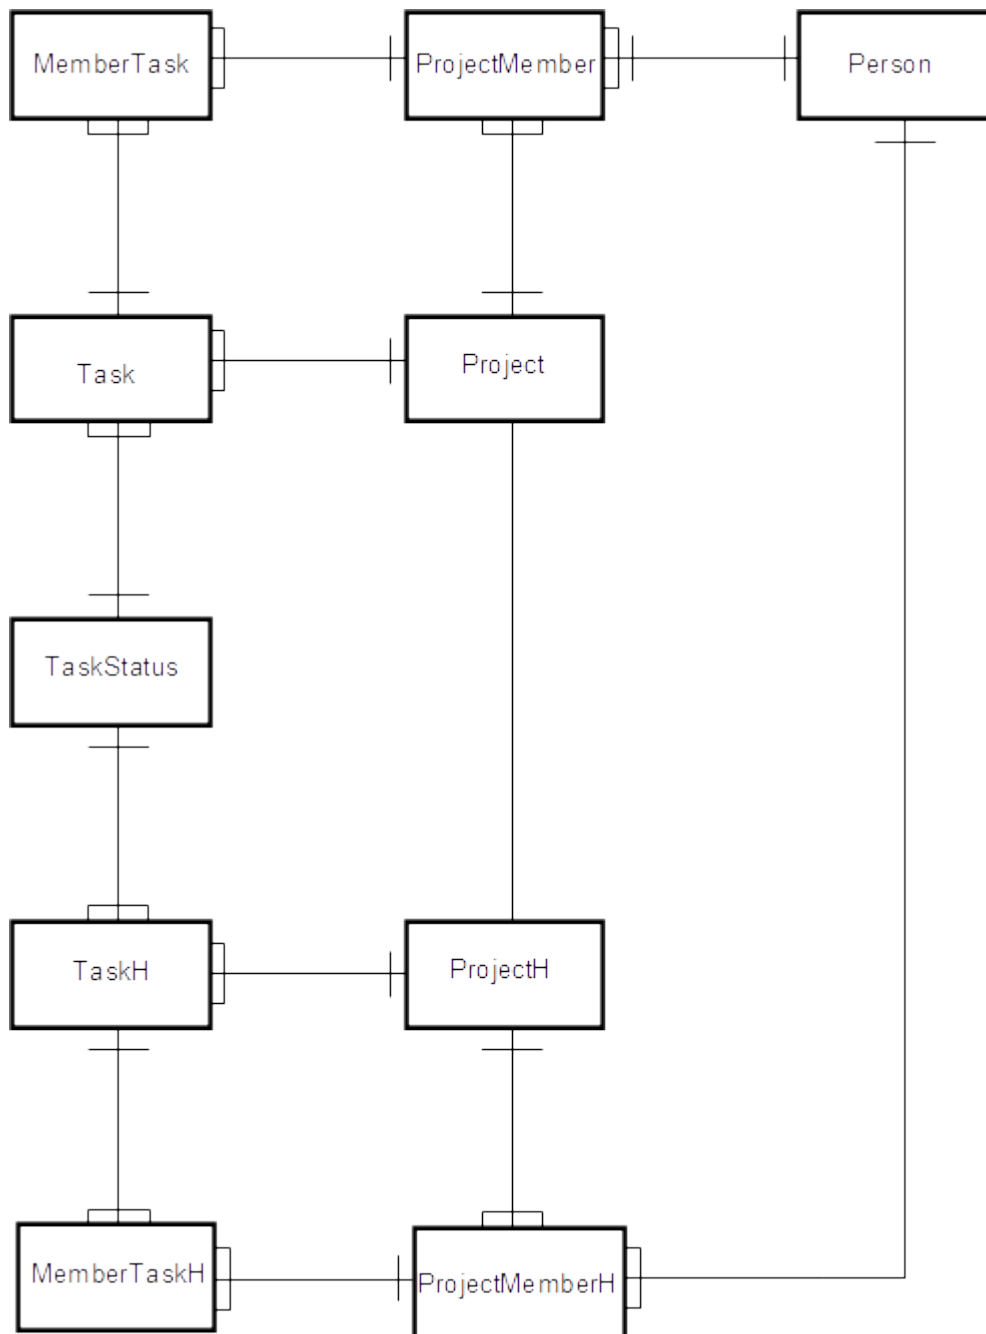 MemberTask
ProjectMember
Person
Task
Project
TaskStatus
TaskH
ProjectH
MemberTaskH
ProjectMemberH